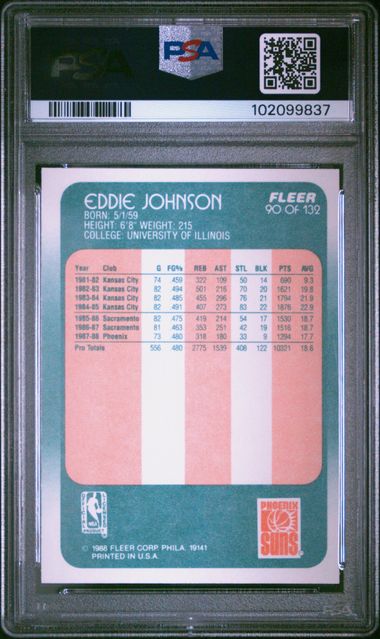 PSA PSA
102099837
EDDIE JOHNSON FLEER
BORN: 5/1/59 90 OF 132
HEIGHT: 6'8" WEIGHT: 215
COLLEGE: UNIVERSITY OF ILLINOIS
Year Club G FG% REB AST STL BLK PTS AVG
1981-82 Kansas City 74 .459 322 109 50 14 690 9.3
1982-83 Kansas City 82 .494 501 216 70 20 1621 19.8
1983-84 Kansas City 82 .485 455 296 76 21 1794 21.9
1984-85 Kansas City 82 .491 407 273 83 22 1876 22.9
1985-86 Sacramento 82 .475 419 214 54 17 1530 18.7
1986-87 Sacramento 81 .463 353 251 42 19 1516 18.7
1987-88 Phoenix 73 .480 318 180 33 9 1294 17.7
Pro Totals 556 .480 2775 1539 408 122 10321 18.6
NBA
PHOENIX
SUNS
© 1988 FLEER CORP. PHILA. 19141
PRINTED IN U.S.A.
PSA